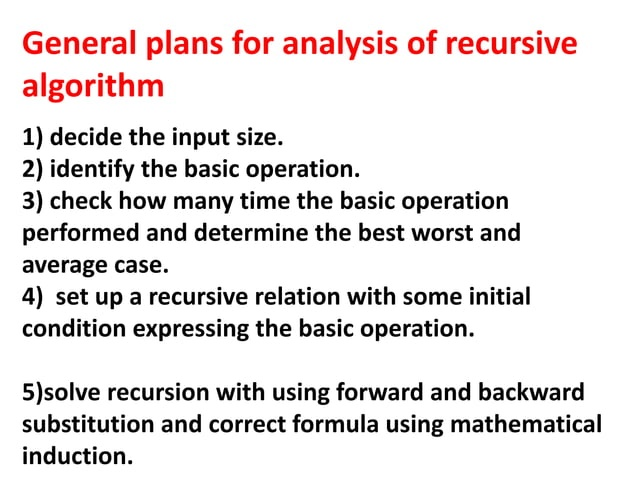 General plans for analysis of recursive
algorithm
1) decide the input size.
2) identify the basic operation.
3) check how many time the basic operation
performed and determine the best worst and
average case.
4)  set up a recursive relation with some initial
condition expressing the basic operation.
5)solve recursion with using forward and backward
substitution and correct formula using mathematical
induction.